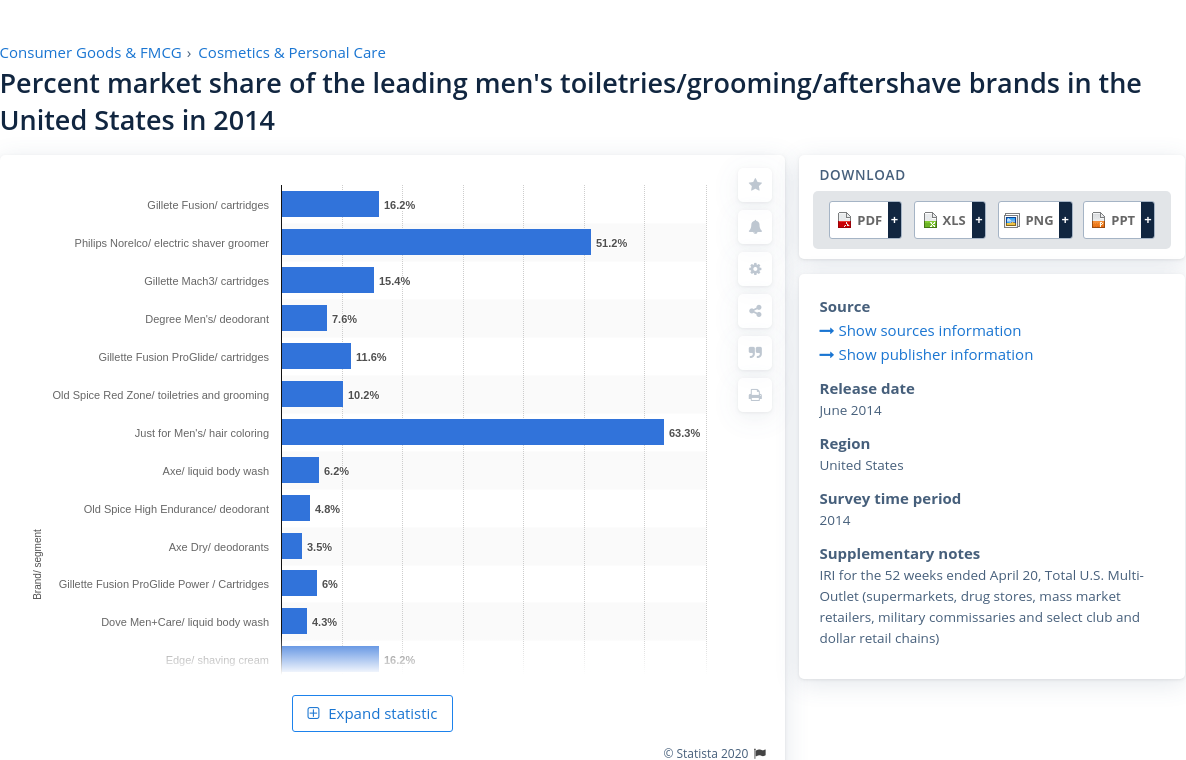 Consumer Goods & FMCG › Cosmetics & Personal Care
Percent market share of the leading men's toiletries/grooming/aftershave brands in the
United States in 2014
Gillete Fusion/ cartridges 16.2%
Philips Norelco/ electric shaver groomer 51.2%
Gillette Mach3/ cartridges 15.4%
Degree Men's/ deodorant 7.6%
Gillette Fusion ProGlide/ cartridges 11.6%
Old Spice Red Zone/ toiletries and grooming 10.2%
Just for Men's/ hair coloring 63.3%
Axe/ liquid body wash 6.2%
Old Spice High Endurance/ deodorant 4.8%
Axe Dry/ deodorants 3.5%
Gillette Fusion ProGlide Power / Cartridges 6%
Dove Men+Care/ liquid body wash 4.3%
Edge/ shaving cream 16.2%
Brand/ segment
Expand statistic
© Statista 2020
DOWNLOAD
PDF + XLS + PNG + PPT +
Source
Show sources information
Show publisher information
Release date
June 2014
Region
United States
Survey time period
2014
Supplementary notes
IRI for the 52 weeks ended April 20, Total U.S. Multi-
Outlet (supermarkets, drug stores, mass market
retailers, military commissaries and select club and
dollar retail chains)